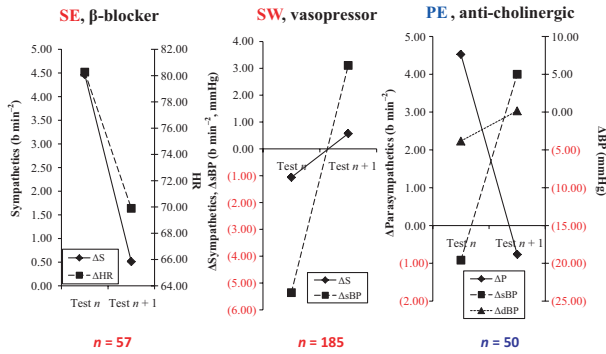 SE, β-blocker
Sympathetics (b min⁻²)
5.00
4.50
4.00
3.50
3.00
2.50
2.00
1.50
1.00
0.50
0.00
82.00
80.00
78.00
76.00
74.00
72.00
70.00
68.00
66.00
64.00
HR
ΔS
ΔHR
Test n
Test n + 1
n = 57
SW, vasopressor
ΔSympathetics, ΔsBP (b min⁻², mmHg)
4.00
3.00
2.00
1.00
0.00
(1.00)
(2.00)
(3.00)
(4.00)
(5.00)
(6.00)
Test n
Test n + 1
ΔS
ΔsBP
n = 185
PE , anti-cholinergic
ΔParasympathetics (b min⁻²)
5.00
4.00
3.00
2.00
1.00
0.00
(1.00)
(2.00)
10.00
5.00
0.00
(5.00)
(10.00)
(15.00)
(20.00)
(25.00)
ΔBP (mmHg)
Test n
Test n + 1
ΔP
ΔsBP
ΔdBP
n = 50